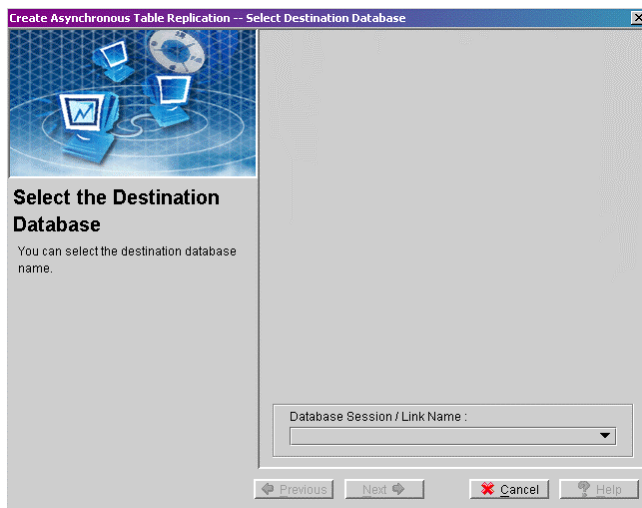 Create Asynchronous Table Replication -- Select Destination Database
Select the Destination
Database
You can select the destination database
name.
Database Session / Link Name :
Previous
Next
Cancel
Help